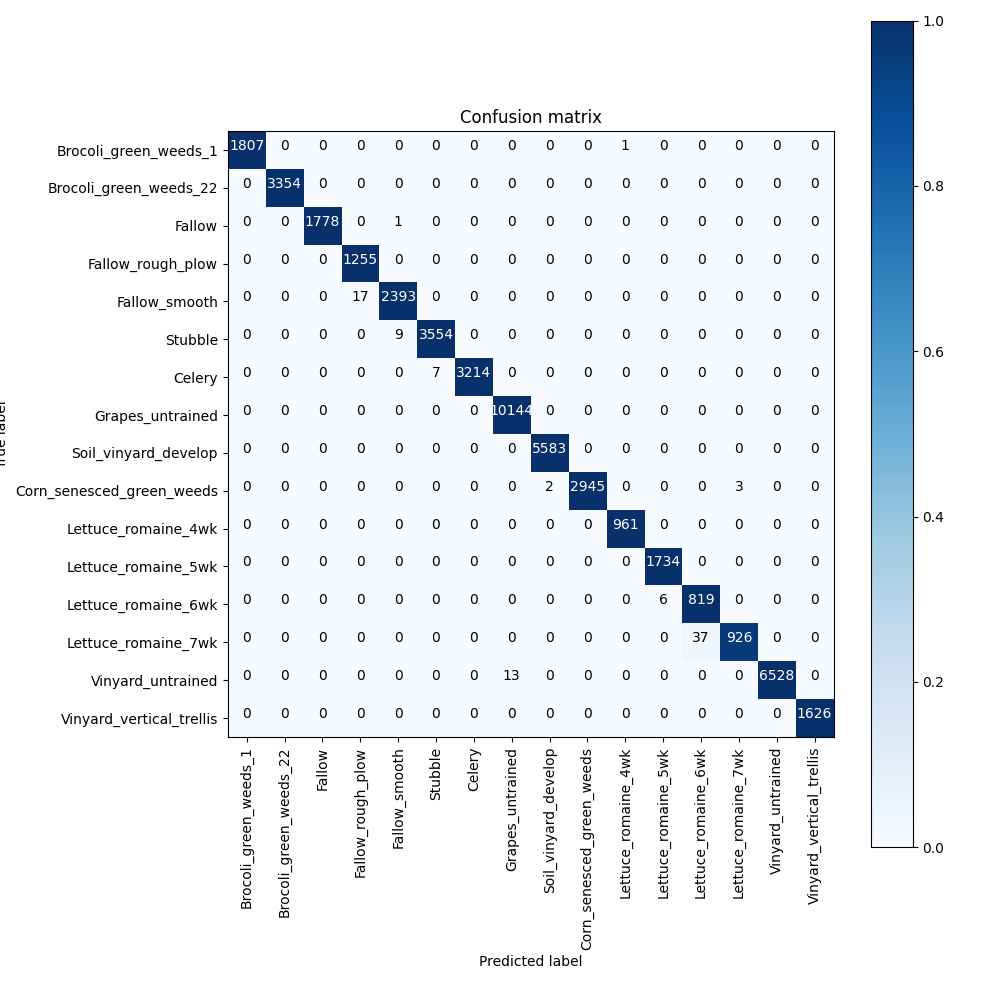 Confusion matrix
Brocoli_green_weeds_1 1807 0 0 0 0 0 0 0 0 0 1 0 0 0 0 0
Brocoli_green_weeds_22 0 3354 0 0 0 0 0 0 0 0 0 0 0 0 0 0
Fallow 0 0 1778 0 1 0 0 0 0 0 0 0 0 0 0 0
Fallow_rough_plow 0 0 0 1255 0 0 0 0 0 0 0 0 0 0 0 0
Fallow_smooth 0 0 0 17 2393 0 0 0 0 0 0 0 0 0 0 0
Stubble 0 0 0 0 9 3554 0 0 0 0 0 0 0 0 0 0
Celery 0 0 0 0 0 7 3214 0 0 0 0 0 0 0 0 0
Grapes_untrained 0 0 0 0 0 0 0 10144 0 0 0 0 0 0 0 0
Soil_vinyard_develop 0 0 0 0 0 0 0 0 5583 0 0 0 0 0 0 0
Corn_senesced_green_weeds 0 0 0 0 0 0 0 0 2 2945 0 0 0 3 0 0
Lettuce_romaine_4wk 0 0 0 0 0 0 0 0 0 0 961 0 0 0 0 0
Lettuce_romaine_5wk 0 0 0 0 0 0 0 0 0 0 0 1734 0 0 0 0
Lettuce_romaine_6wk 0 0 0 0 0 0 0 0 0 0 0 6 819 0 0 0
Lettuce_romaine_7wk 0 0 0 0 0 0 0 0 0 0 0 0 37 926 0 0
Vinyard_untrained 0 0 0 0 0 0 0 13 0 0 0 0 0 0 6528 0
Vinyard_vertical_trellis 0 0 0 0 0 0 0 0 0 0 0 0 0 0 0 1626
Brocoli_green_weeds_1
Brocoli_green_weeds_22
Fallow
Fallow_rough_plow
Fallow_smooth
Stubble
Celery
Grapes_untrained
Soil_vinyard_develop
Corn_senesced_green_weeds
Lettuce_romaine_4wk
Lettuce_romaine_5wk
Lettuce_romaine_6wk
Lettuce_romaine_7wk
Vinyard_untrained
Vinyard_vertical_trellis
Predicted label
1.0
0.8
0.6
0.4
0.2
0.0